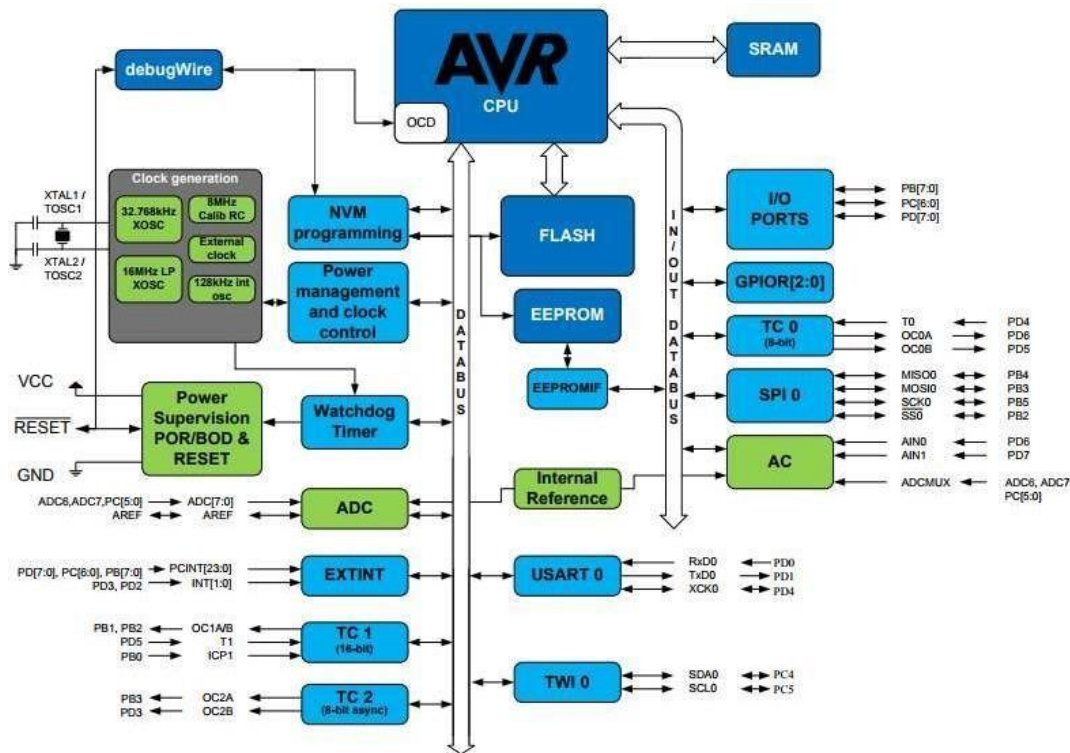 AVR
CPU
OCD
SRAM
debugWire
Clock generation
XTAL1 /
TOSC1
XTAL2 /
TOSC2
32.768kHz
XOSC
8MHz
Calib RC
External
clock
16MHz LP
XOSC
128kHz int
osc
NVM
programming
Power
management
and clock
control
FLASH
EEPROM
EEPROMIF
DATABUS
IN/OUT DATABUS
I/O
PORTS
PB[7:0]
PC[6:0]
PD[7:0]
GPIOR[2:0]
TC 0
(8-bit)
T0 PD4
OC0A PD6
OC0B PD5
SPI 0
MISO0 PB4
MOSI0 PB3
SCK0 PB5
SS0 PB2
AC
AIN0 PD6
AIN1 PD7
ADCMUX ADC6, ADC7
PC[5:0]
VCC
RESET
GND
Power
Supervision
POR/BOD &
RESET
Watchdog
Timer
Internal
Reference
ADC6,ADC7,PC[5:0] ADC[7:0]
AREF AREF
ADC
PD[7:0], PC[6:0], PB[7:0] PCINT[23:0]
PD3, PD2 INT[1:0]
EXTINT
USART 0
RxD0 PD0
TxD0 PD1
XCK0 PD4
PB1, PB2 OC1A/B
PD5 T1
PB0 ICP1
TC 1
(16-bit)
TWI 0
SDA0 PC4
SCL0 PC5
PB3 OC2A
PD3 OC2B
TC 2
(8-bit async)